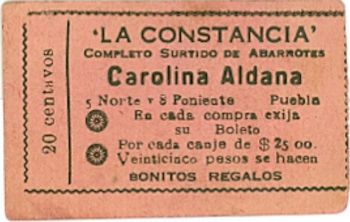 'LA CONSTANCIA'
COMPLETO SURTIDO DE ABARROTES
Carolina Aldana
5 Norte y 8 Poniente Puebla
En cada compra exija
su Boleto
Por cada canje de $25 00.
Veinticinco pesos se hacen
BONITOS REGALOS
20 centavos